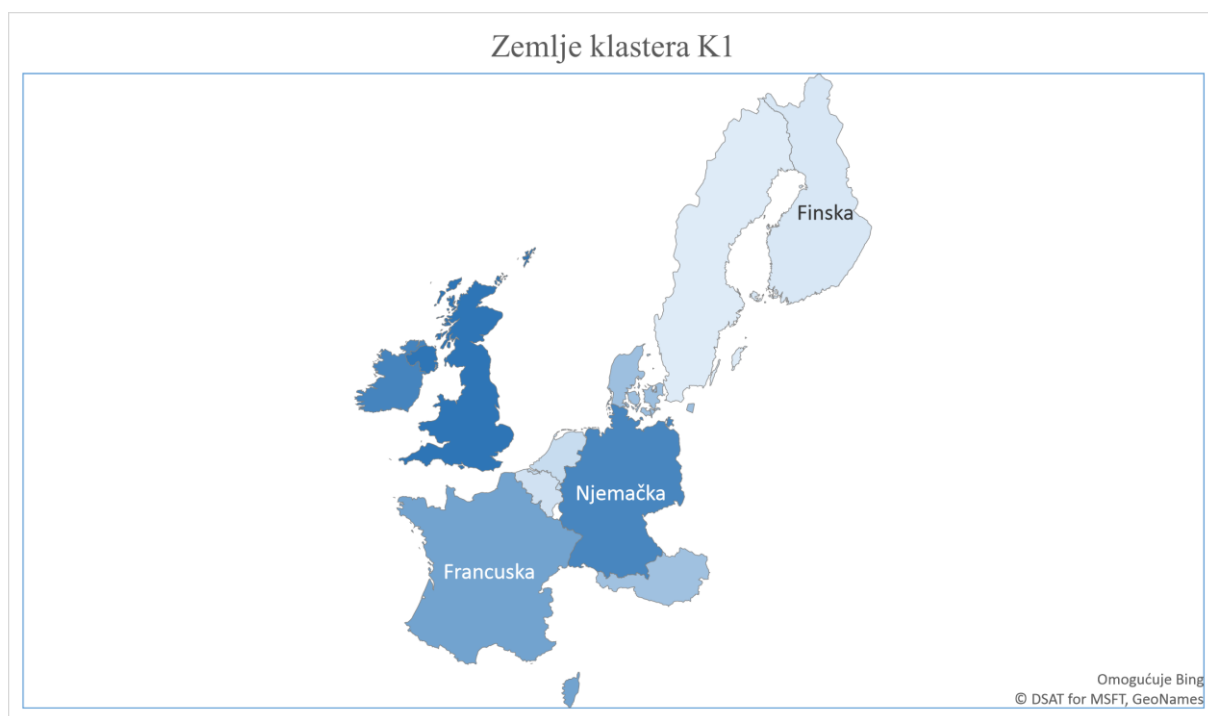 Zemlje klastera K1
Finska
Njemačka
Francuska
Omogućuje Bing
© DSAT for MSFT, GeoNames